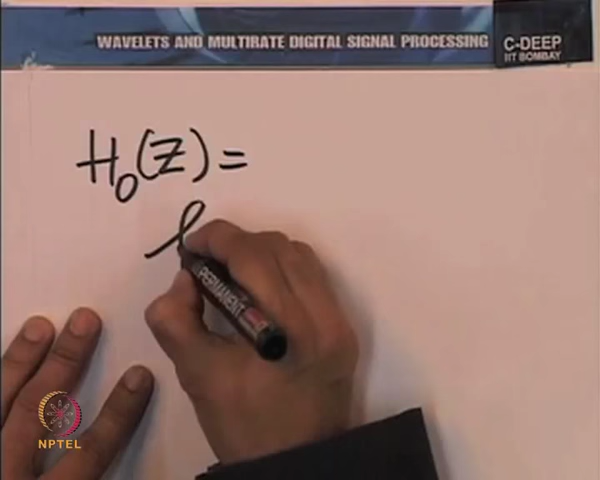 WAVELETS AND MULTIRATE DIGITAL SIGNAL PROCESSING
C-DEEP
IIT BOMBAY
H₀(Z) =
PERMANENT
NPTEL